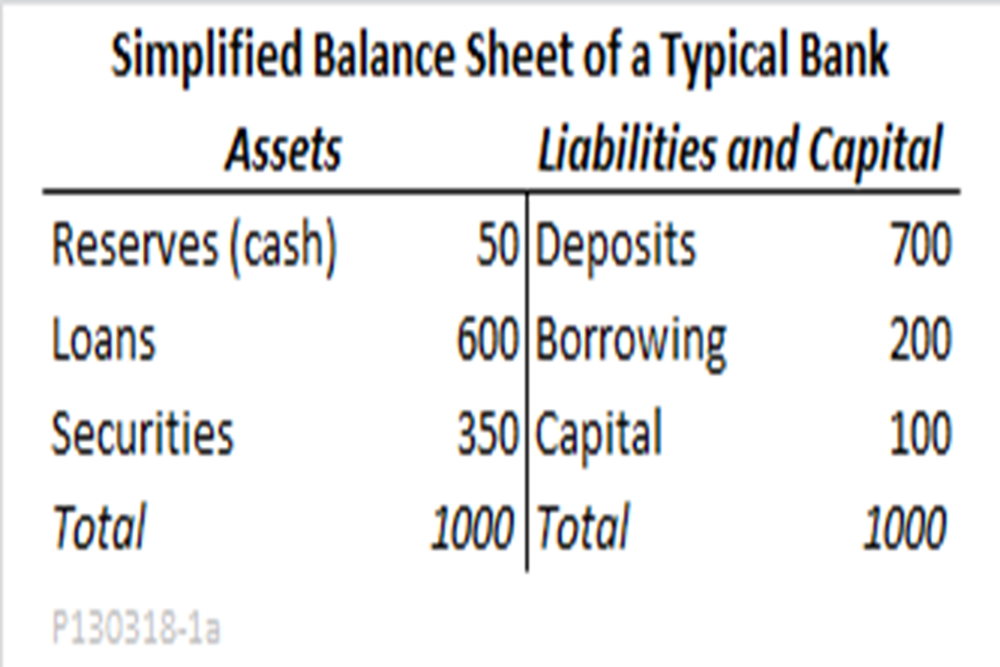 Simplified Balance Sheet of a Typical Bank
Assets Liabilities and Capital
Reserves (cash) 50 Deposits 700
Loans 600 Borrowing 200
Securities 350 Capital 100
Total 1000 Total 1000
P130318-1a